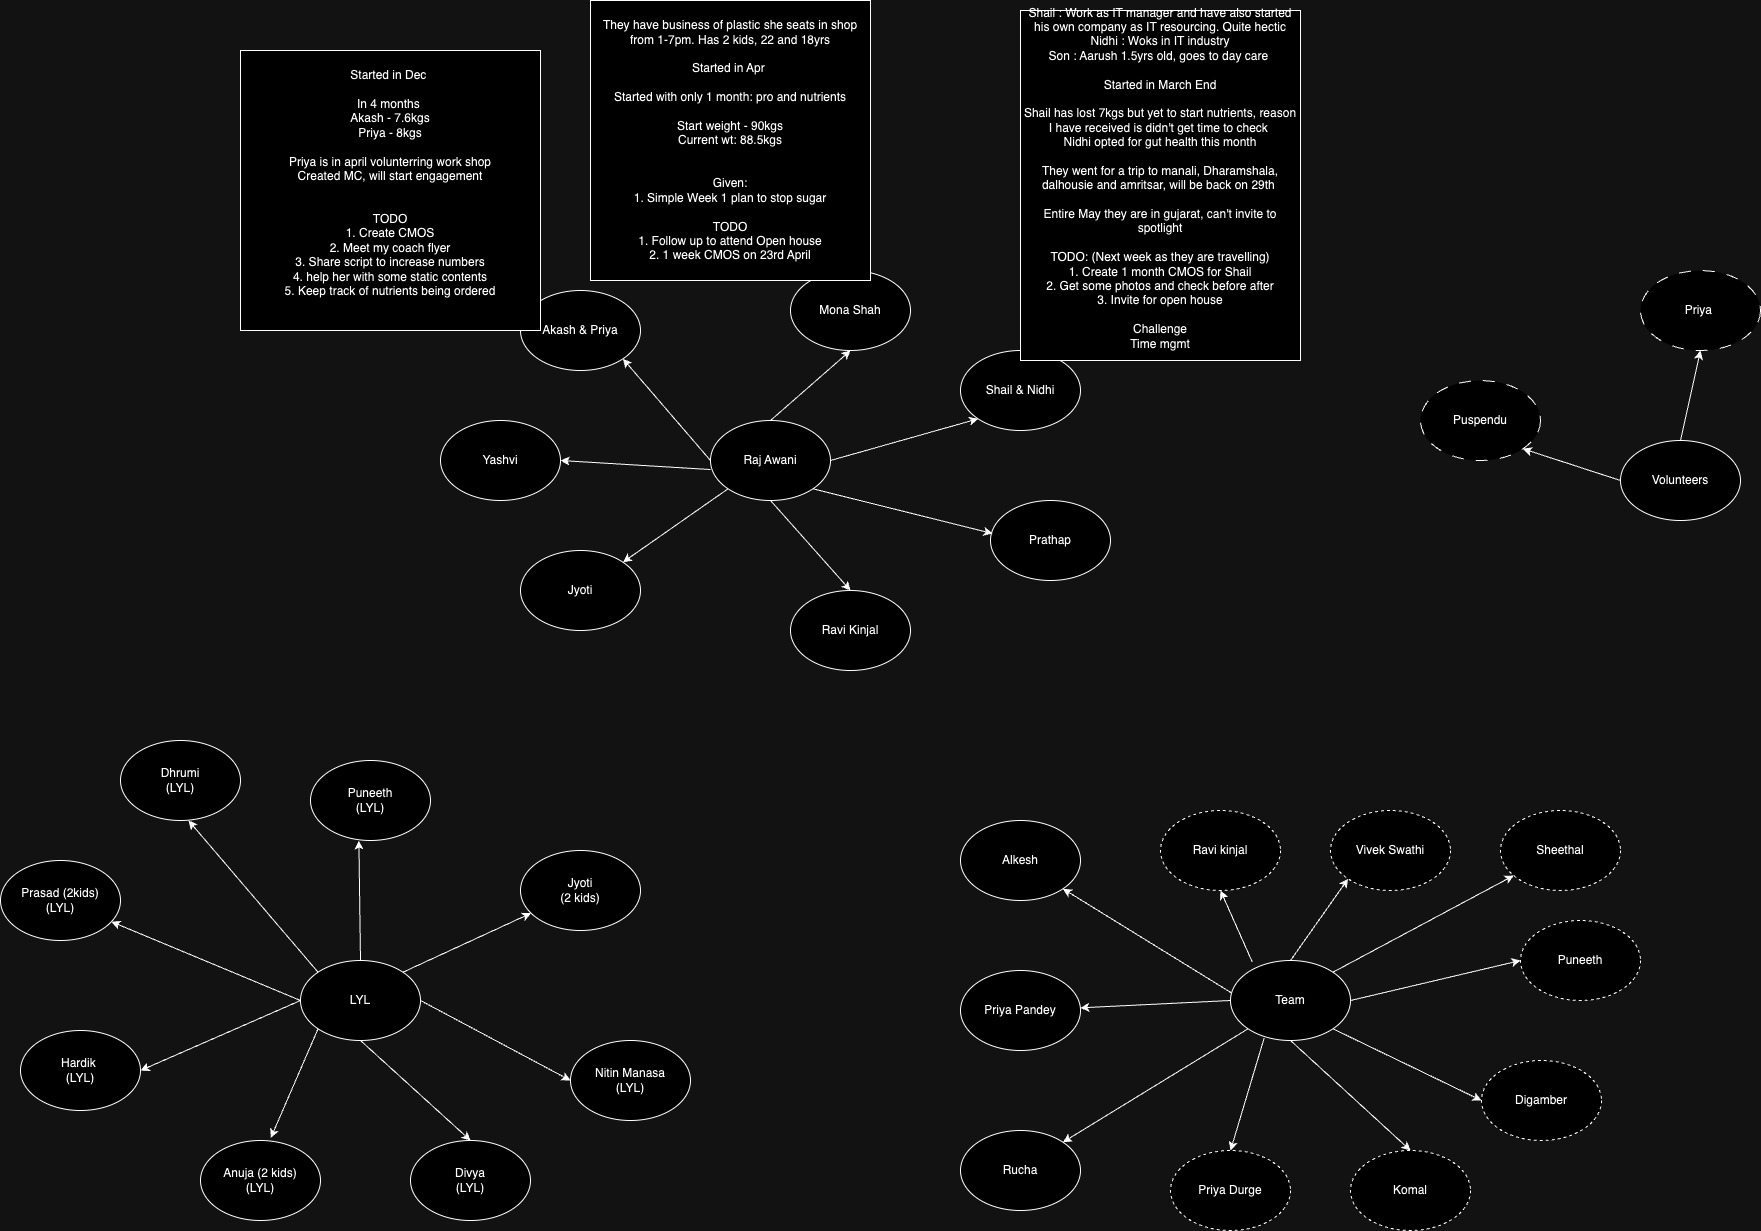 Started in Dec
In 4 months
Akash - 7.6kgs
Priya - 8kgs
Priya is in april volunterring work shop
Created MC, will start engagement
TODO
1. Create CMOS
2. Meet my coach flyer
3. Share script to increase numbers
4. help her with some static contents
5. Keep track of nutrients being ordered
They have business of plastic she seats in shop
from 1-7pm. Has 2 kids, 22 and 18yrs
Started in Apr
Started with only 1 month: pro and nutrients
Start weight - 90kgs
Current wt: 88.5kgs
Given:
1. Simple Week 1 plan to stop sugar
TODO
1. Follow up to attend Open house
2. 1 week CMOS on 23rd April
Shail : Work as IT manager and have also started
his own company as IT resourcing. Quite hectic
Nidhi : Woks in IT industry
Son : Aarush 1.5yrs old, goes to day care
Started in March End
Shail has lost 7kgs but yet to start nutrients, reason
I have received is didn't get time to check
Nidhi opted for gut health this month
They went for a trip to manali, Dharamshala,
dalhousie and amritsar, will be back on 29th
Entire May they are in gujarat, can't invite to
spotlight
TODO: (Next week as they are travelling)
1. Create 1 month CMOS for Shail
2. Get some photos and check before after
3. Invite for open house
Challenge
Time mgmt
Akash & Priya
Mona Shah
Shail & Nidhi
Yashvi
Raj Awani
Prathap
Jyoti
Ravi Kinjal
Priya
Puspendu
Volunteers
Dhrumi
(LYL)
Puneeth
(LYL)
Jyoti
(2 kids)
Prasad (2kids)
(LYL)
LYL
Hardik
(LYL)
Nitin Manasa
(LYL)
Anuja (2 kids)
(LYL)
Divya
(LYL)
Alkesh
Ravi kinjal
Vivek Swathi
Sheethal
Puneeth
Priya Pandey
Team
Digamber
Rucha
Priya Durge
Komal